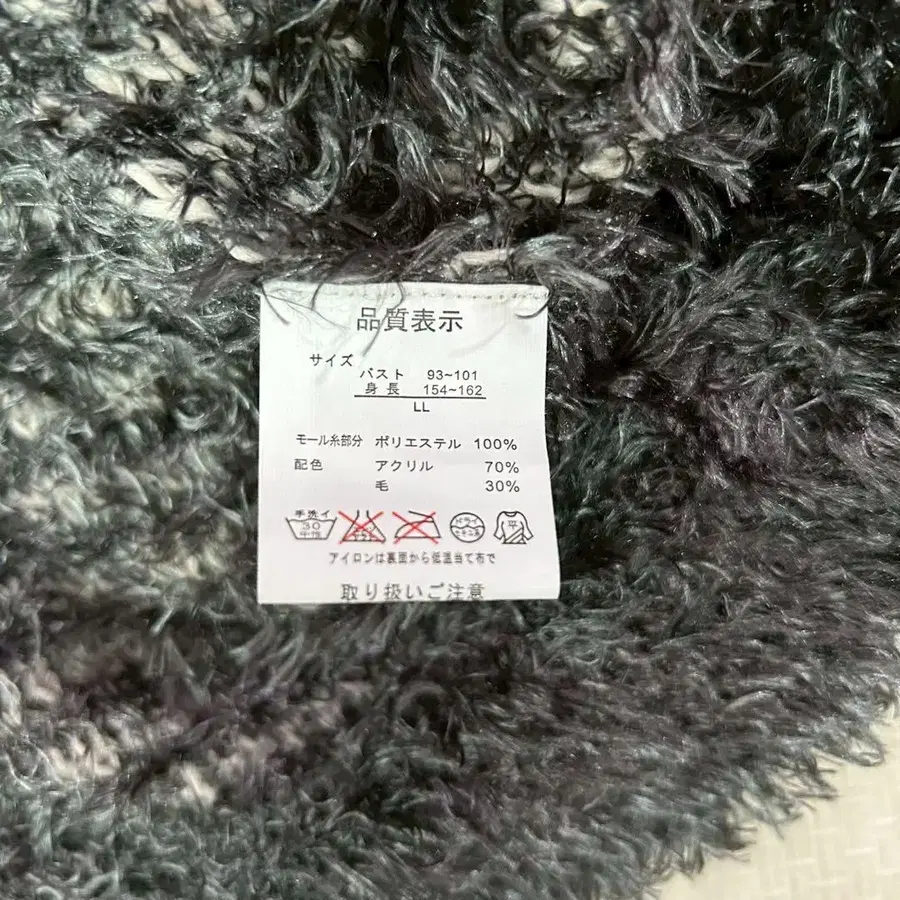 品質表示
サイズ
バスト 93~101
身長 154~162
LL
モール糸部分 ポリエステル 100%
配色 アクリル 70%
毛 30%
手洗イ
30
中性
ドライ
セキユ系
平
アイロンは裏面から低温当て布で
取り扱いご注意